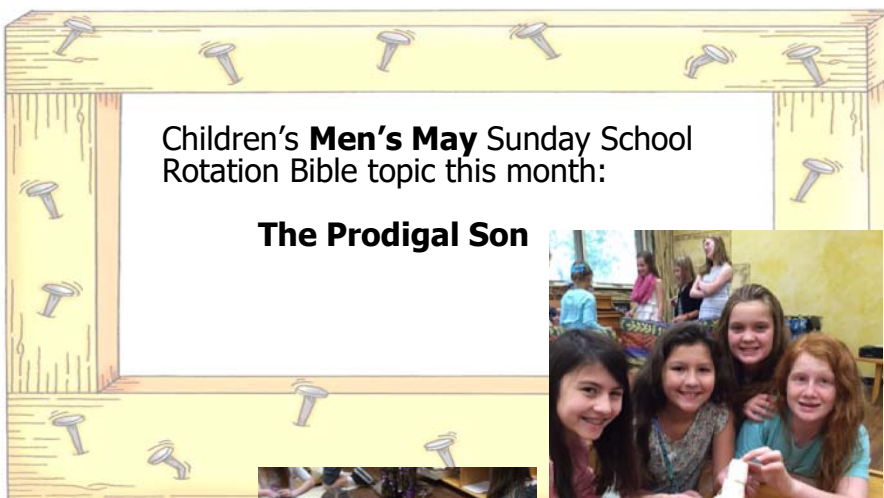 Children’s Men’s May Sunday School
Rotation Bible topic this month:
The Prodigal Son